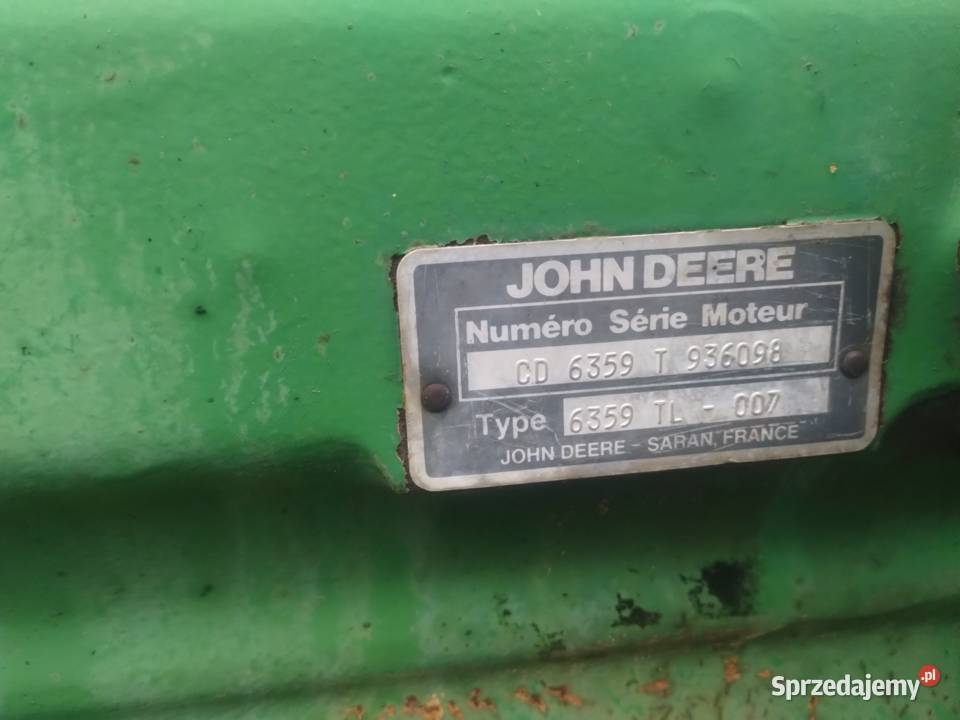 JOHN DEERE
Numéro Série Moteur
CD 6359 T 936098
Type 6359 TL - 007
JOHN DEERE - SARAN, FRANCE
Sprzedajemy.pl